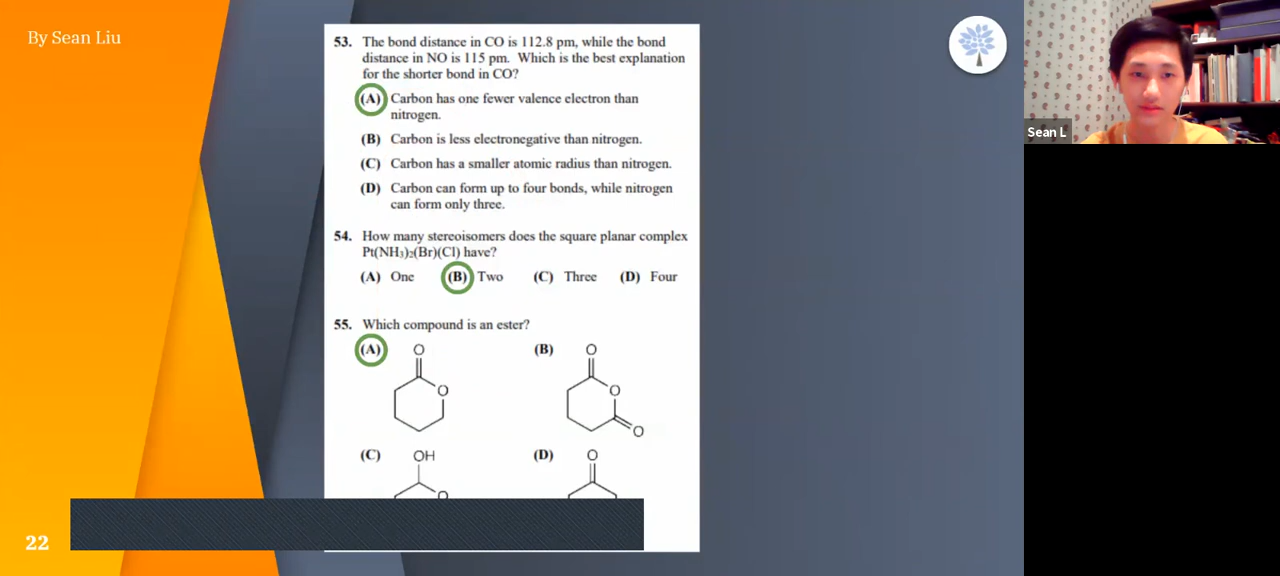 By Sean Liu
53. The bond distance in CO is 112.8 pm, while the bond
distance in NO is 115 pm. Which is the best explanation
for the shorter bond in CO?
(A) Carbon has one fewer valence electron than
nitrogen.
(B) Carbon is less electronegative than nitrogen.
(C) Carbon has a smaller atomic radius than nitrogen.
(D) Carbon can form up to four bonds, while nitrogen
can form only three.
54. How many stereoisomers does the square planar complex
Pt(NH₃)₂(Br)(Cl) have?
(A) One (B) Two (C) Three (D) Four
55. Which compound is an ester?
(A) O (B) O
O O
O
(C) OH (D) O
O
22
Sean L